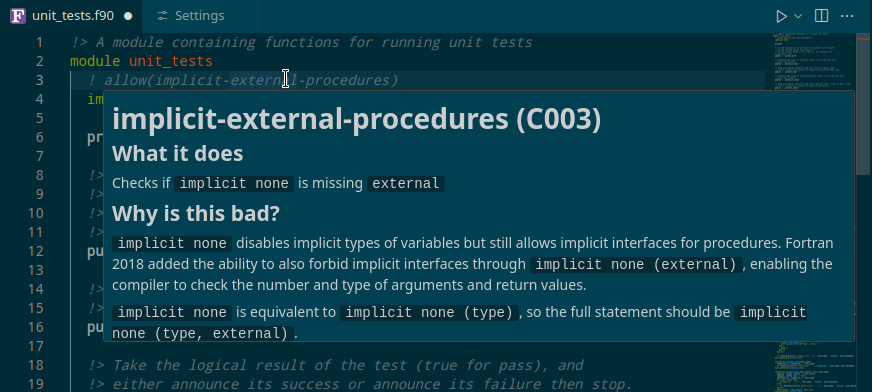 unit_tests.f90
Settings
1 !> A module containing functions for running unit tests
2 module unit_tests
3 ! allow(implicit-external-procedures)
4 im
5
6 pr
7
8 !>
9 !>
10 !>
11 !>
12 pu
13
14 !>
15 !>
16 pu
17
18 !> Take the logical result of the test (true for pass), and
19 !> either announce its success or announce its failure then stop.
implicit-external-procedures (C003)
What it does
Checks if implicit none is missing external
Why is this bad?
implicit none disables implicit types of variables but still allows implicit interfaces for procedures. Fortran
2018 added the ability to also forbid implicit interfaces through implicit none (external), enabling the
compiler to check the number and type of arguments and return values.
implicit none is equivalent to implicit none (type), so the full statement should be implicit
none (type, external).